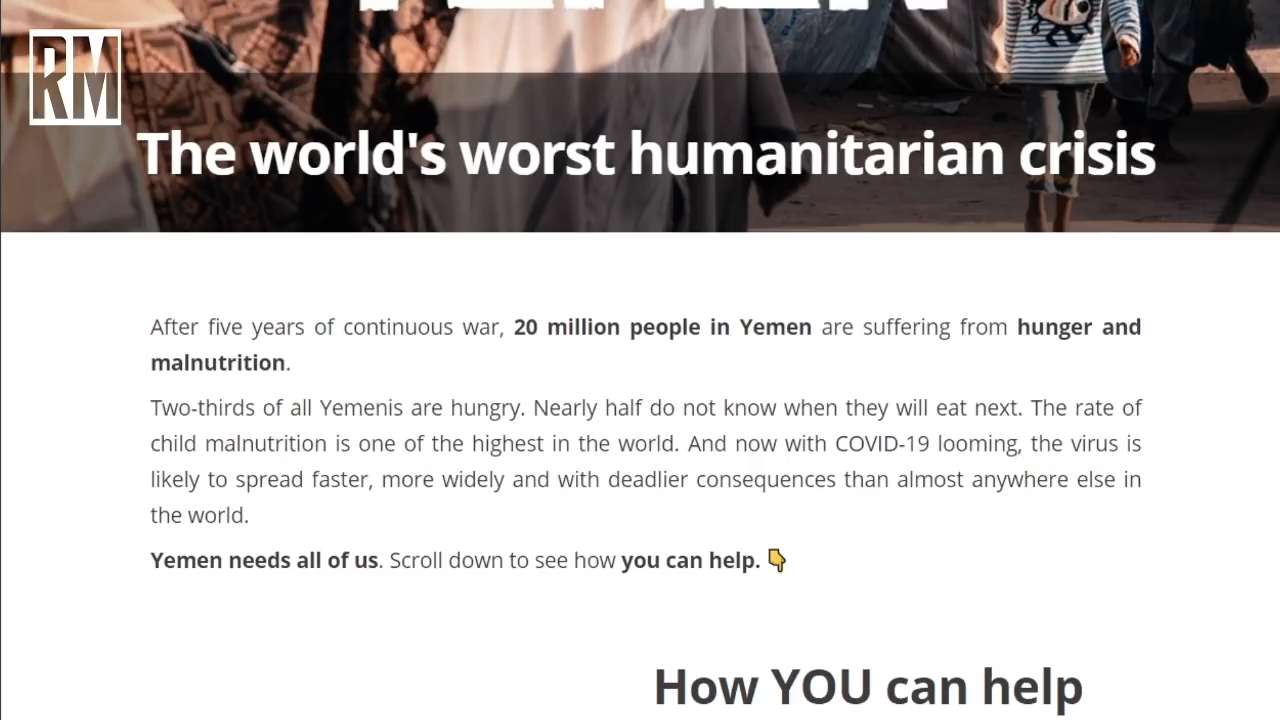 RM
The world's worst humanitarian crisis
After five years of continuous war, 20 million people in Yemen are suffering from hunger and
malnutrition.
Two-thirds of all Yemenis are hungry. Nearly half do not know when they will eat next. The rate of
child malnutrition is one of the highest in the world. And now with COVID-19 looming, the virus is
likely to spread faster, more widely and with deadlier consequences than almost anywhere else in
the world.
Yemen needs all of us. Scroll down to see how you can help. 👇
How YOU can help